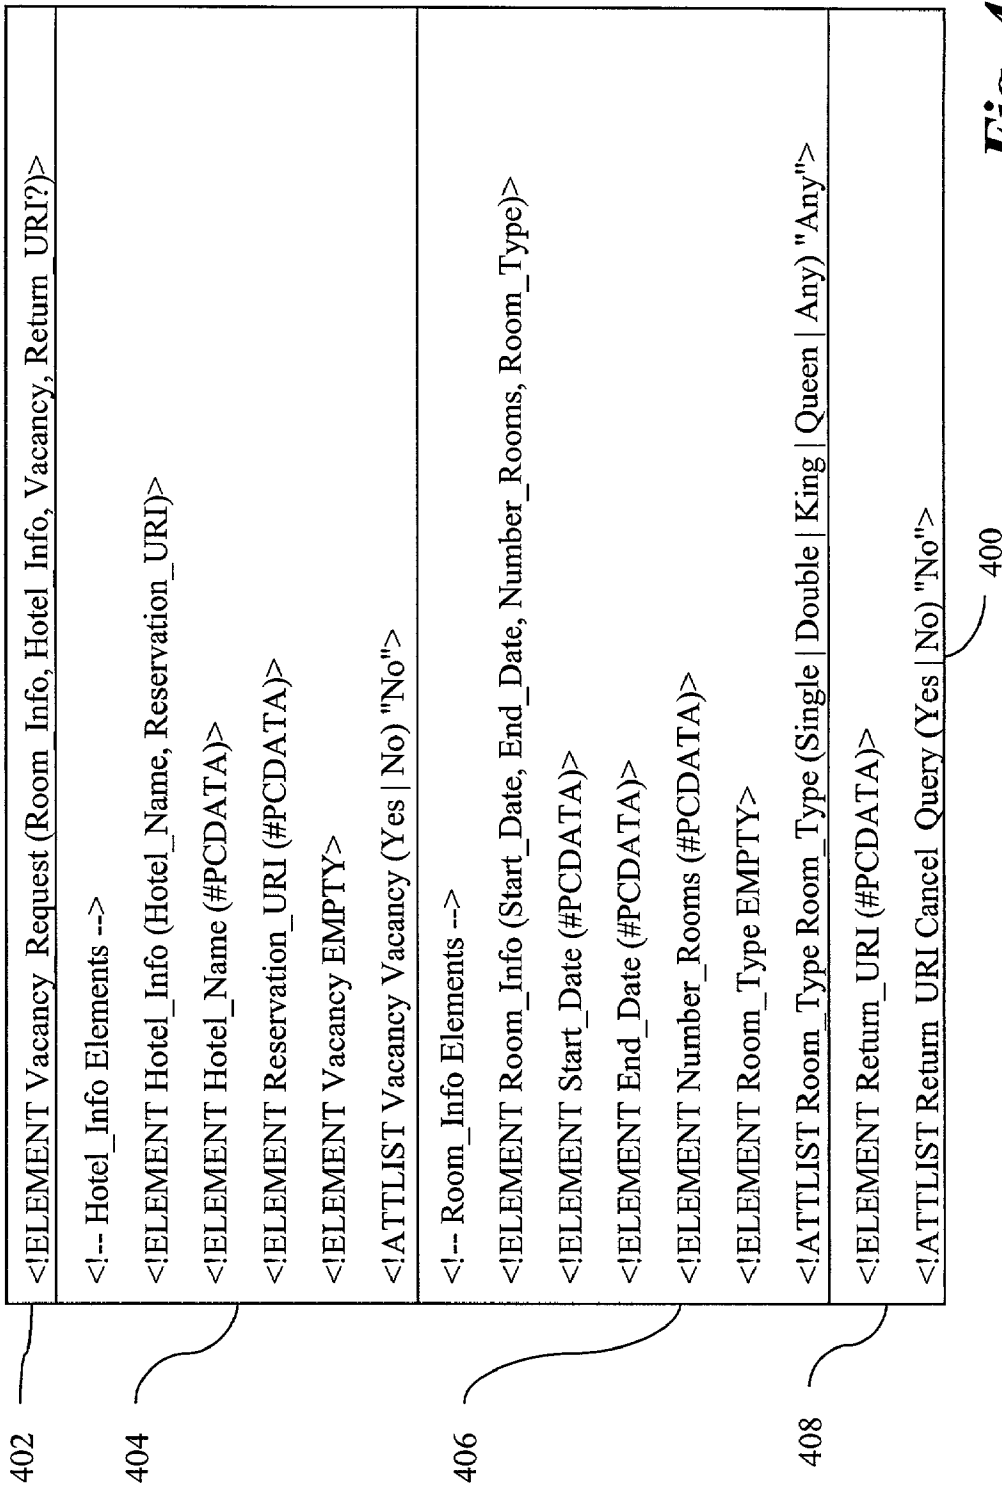 402
<!ELEMENT Vacancy_Request (Room_Info, Hotel_Info, Vacancy, Return_URI?)>
404
<!-- Hotel_Info Elements -->
<!ELEMENT Hotel_Info (Hotel_Name, Reservation_URI)>
<!ELEMENT Hotel_Name (#PCDATA)>
<!ELEMENT Reservation_URI (#PCDATA)>
<!ELEMENT Vacancy EMPTY>
<!ATTLIST Vacancy Vacancy (Yes | No) "No">
406
<!-- Room_Info Elements -->
<!ELEMENT Room_Info (Start_Date, End_Date, Number_Rooms, Room_Type)>
<!ELEMENT Start_Date (#PCDATA)>
<!ELEMENT End_Date (#PCDATA)>
<!ELEMENT Number_Rooms (#PCDATA)>
<!ELEMENT Room_Type EMPTY>
<!ATTLIST Room_Type Room_Type (Single | Double | King | Queen | Any) "Any">
408
<!ELEMENT Return_URI (#PCDATA)>
<!ATTLIST Return_URI Cancel_Query (Yes | No) "No">
400